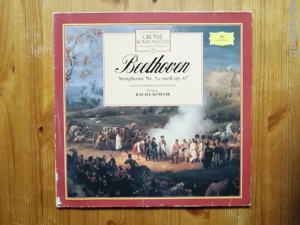 GROSSE
KOMPONISTEN
Beethoven
Symphonie Nr. 5 c-moll op. 67
RAFAEL KUBELIK